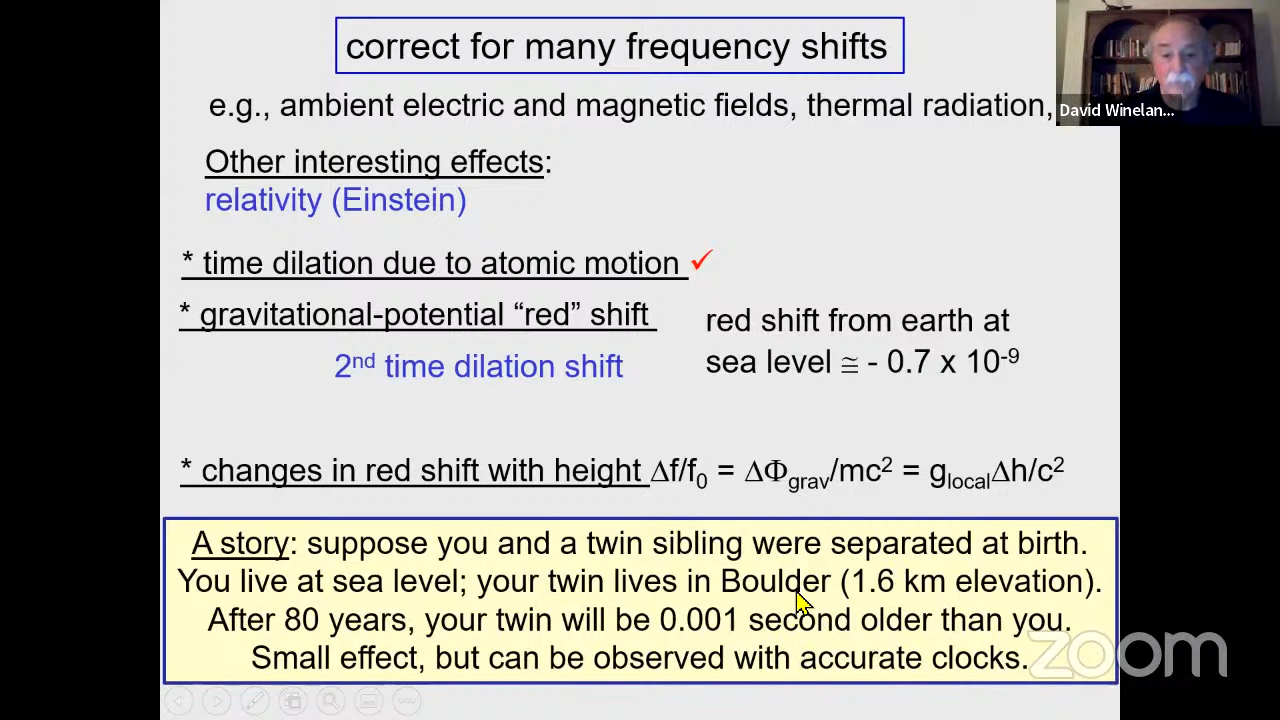 correct for many frequency shifts
e.g., ambient electric and magnetic fields, thermal radiation,
David Winelan...
Other interesting effects:
relativity (Einstein)
* time dilation due to atomic motion ✓
* gravitational-potential “red” shift
red shift from earth at
sea level ≅ - 0.7 x 10⁻⁹
2ⁿᵈ time dilation shift
* changes in red shift with height Δf/f₀ = ΔΦgrav/mc² = glocalΔh/c²
A story: suppose you and a twin sibling were separated at birth.
You live at sea level; your twin lives in Boulder (1.6 km elevation).
After 80 years, your twin will be 0.001 second older than you.
Small effect, but can be observed with accurate clocks.
zoom